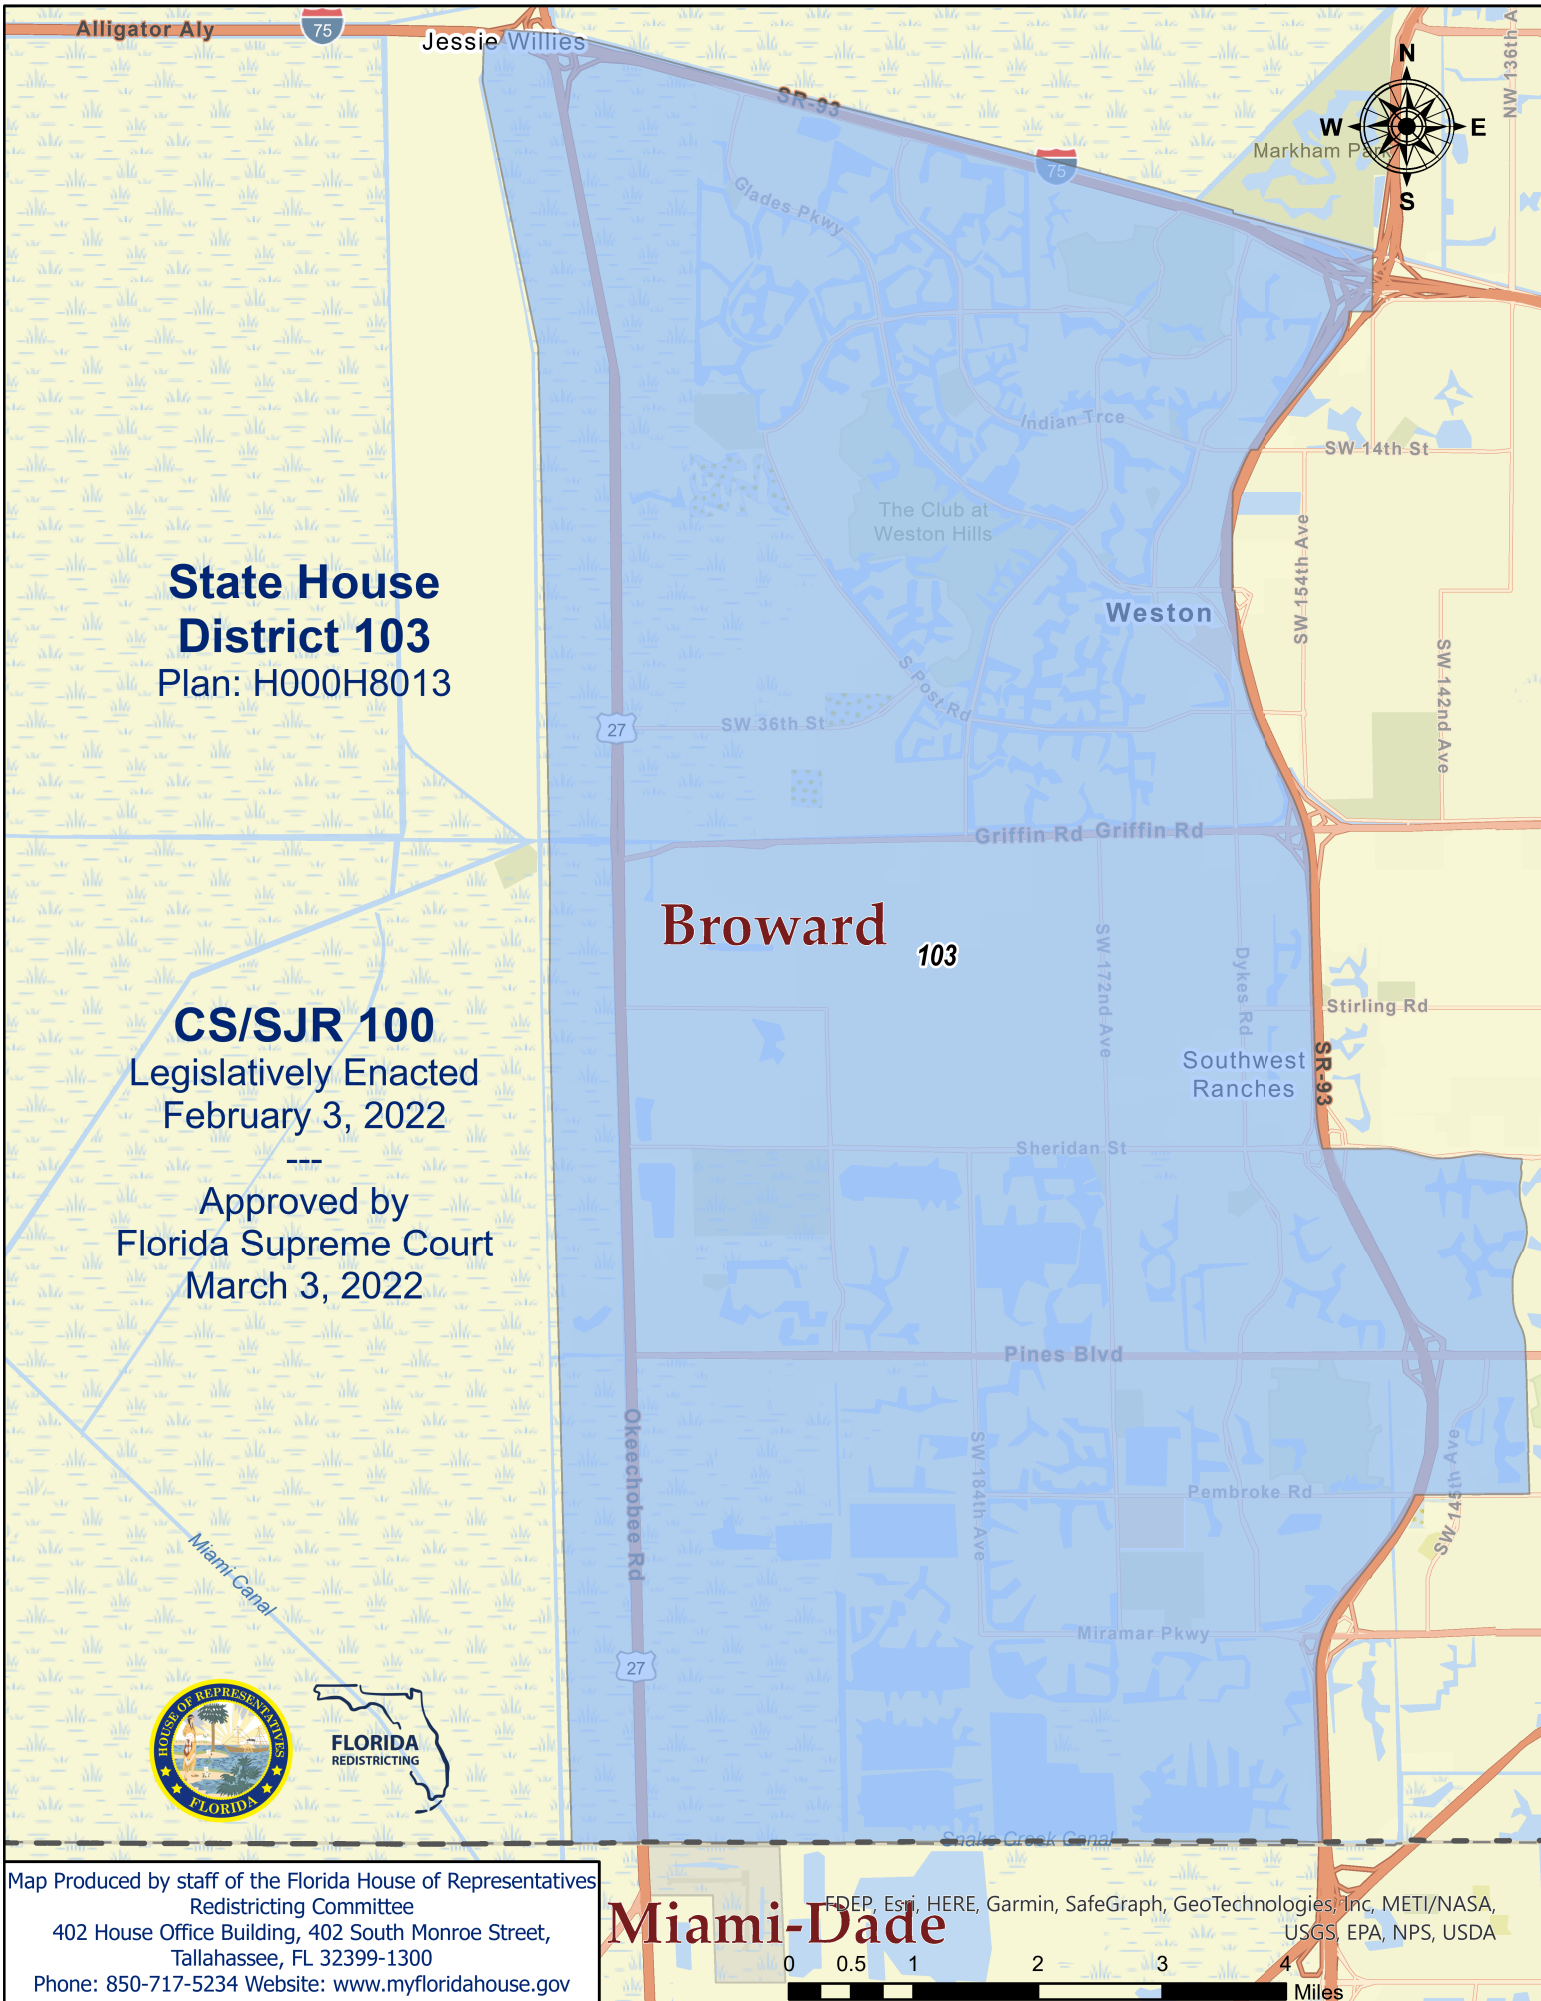 Alligator Aly
75
Jessie Willies
SR-93
75
NW 136th A
N
W
E
S
Markham Park
Glades Pkwy
Indian Trce
SW 14th St
The Club at
Weston Hills
SW 154th Ave
State House
District 103
Plan: H000H8013
Weston
SW 142nd Ave
S Post Rd
27
SW 36th St
Griffin Rd
Griffin Rd
Broward
103
SW 172nd Ave
Dykes Rd
Stirling Rd
CS/SJR 100
Legislatively Enacted
February 3, 2022
---
Approved by
Florida Supreme Court
March 3, 2022
Southwest
Ranches
SR-93
Sheridan St
Pines Blvd
Okeechobee Rd
SW 184th Ave
SW 145th Ave
Pembroke Rd
Miami Canal
Miramar Pkwy
27
HOUSE OF REPRESENTATIVES
FLORIDA
FLORIDA
REDISTRICTING
Snake Creek Canal
Map Produced by staff of the Florida House of Representatives
Redistricting Committee
402 House Office Building, 402 South Monroe Street,
Tallahassee, FL 32399-1300
Phone: 850-717-5234 Website: www.myfloridahouse.gov
Miami-Dade
FDEP, Esri, HERE, Garmin, SafeGraph, GeoTechnologies, Inc, METI/NASA,
USGS, EPA, NPS, USDA
0 0.5 1 2 3 4
Miles